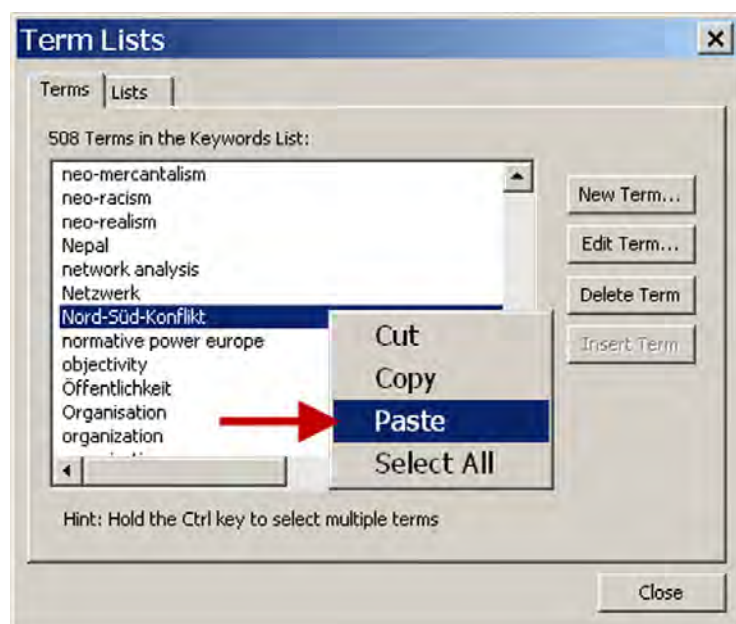 Term Lists
Terms
Lists
508 Terms in the Keywords List:
neo-mercantalism
neo-racism
neo-realism
Nepal
network analysis
Netzwerk
Nord-Süd-Konflikt
normative power europe
objectivity
Öffentlichkeit
Organisation
organization
Cut
Copy
Paste
Select All
New Term...
Edit Term...
Delete Term
Insert Term
Hint: Hold the Ctrl key to select multiple terms
Close